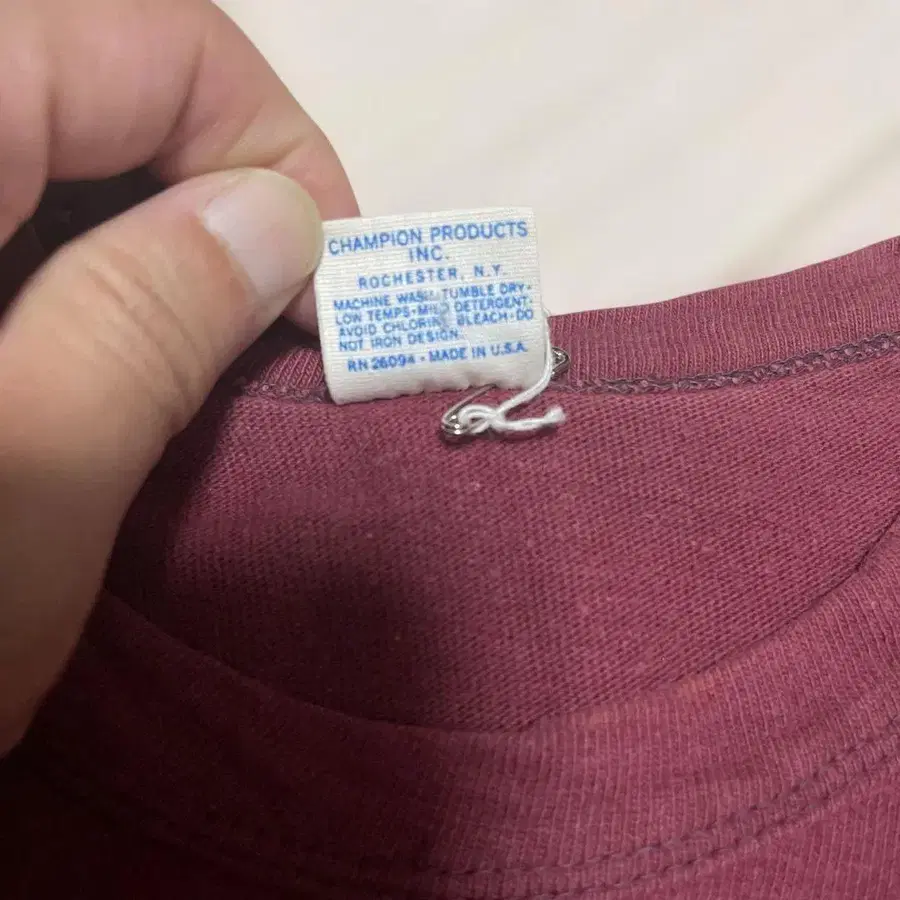 CHAMPION PRODUCTS
INC.
ROCHESTER, N.Y.
MACHINE WASH TUMBLE DRY.
LOW TEMPS-MILD DETERGENT.
AVOID CHLORINE BLEACH-DO
NOT IRON DESIGN.
RN 26094 - MADE IN U.S.A.